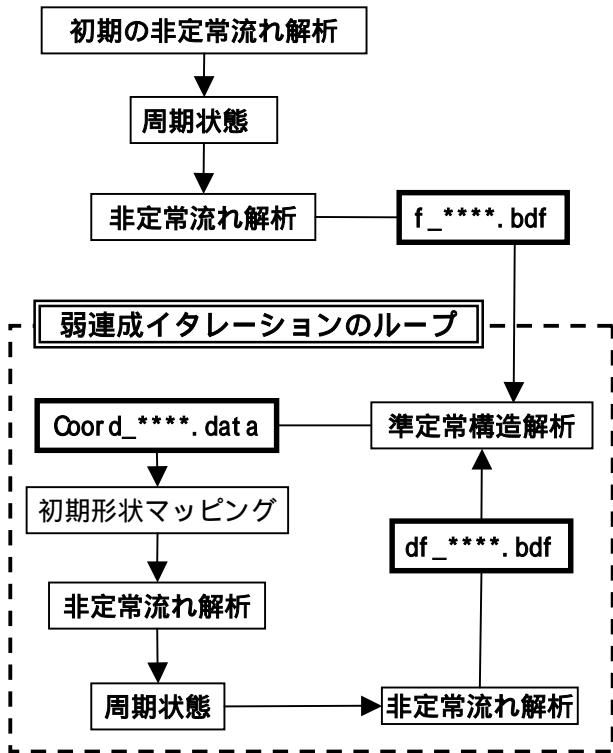 初期の非定常流れ解析
周期状態
非定常流れ解析
f_****.bdf
弱連成イタレーションのループ
Coord_****.data
準定常構造解析
初期形状マッピング
df_****.bdf
非定常流れ解析
周期状態
非定常流れ解析